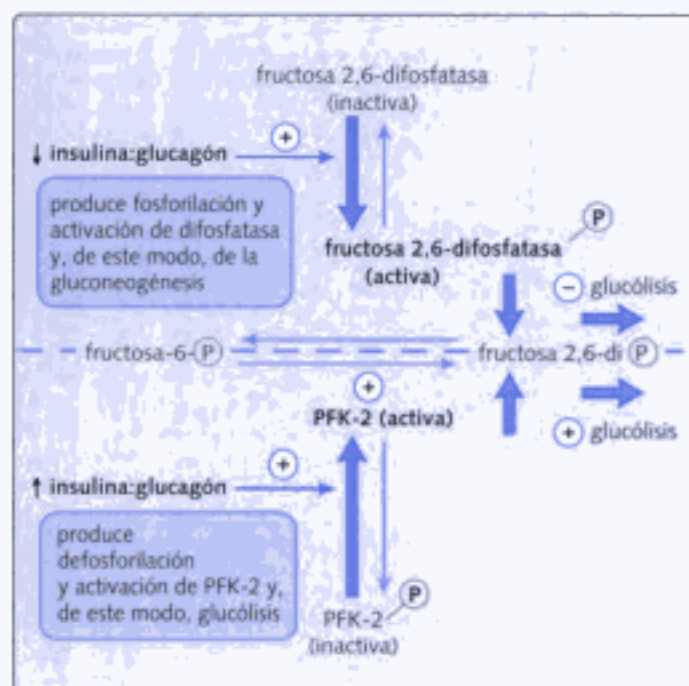 fructosa 2,6-difosfatasa
(inactiva)
+
↓ insulina:glucagón
produce fosforilación y
activación de difosfatasa
y, de este modo, de la
gluconeogénesis
P
fructosa 2,6-difosfatasa
(activa)
− glucólisis
fructosa-6-P
fructosa 2,6-di P
+
PFK-2 (activa)
+ glucólisis
+
↑ insulina:glucagón
produce
defosforilación
y activación de PFK-2 y,
de este modo, glucólisis
P
PFK-2
(inactiva)